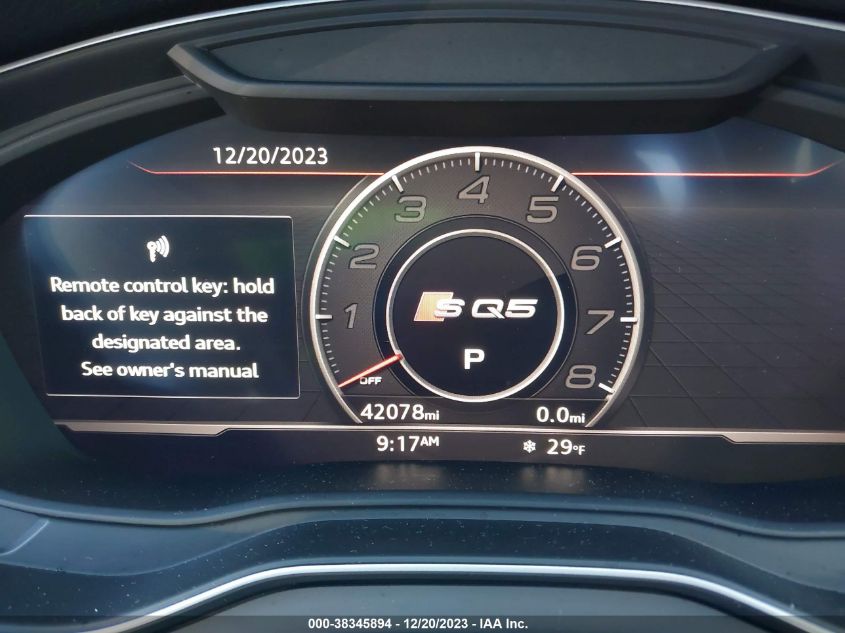 12/20/2023
Remote control key: hold
back of key against the
designated area.
See owner's manual
1
2
3
4
5
6
7
8
OFF
S Q5
P
42078mi
0.0mi
9:17AM
29°F
000-38345894 - 12/20/2023 - IAA Inc.